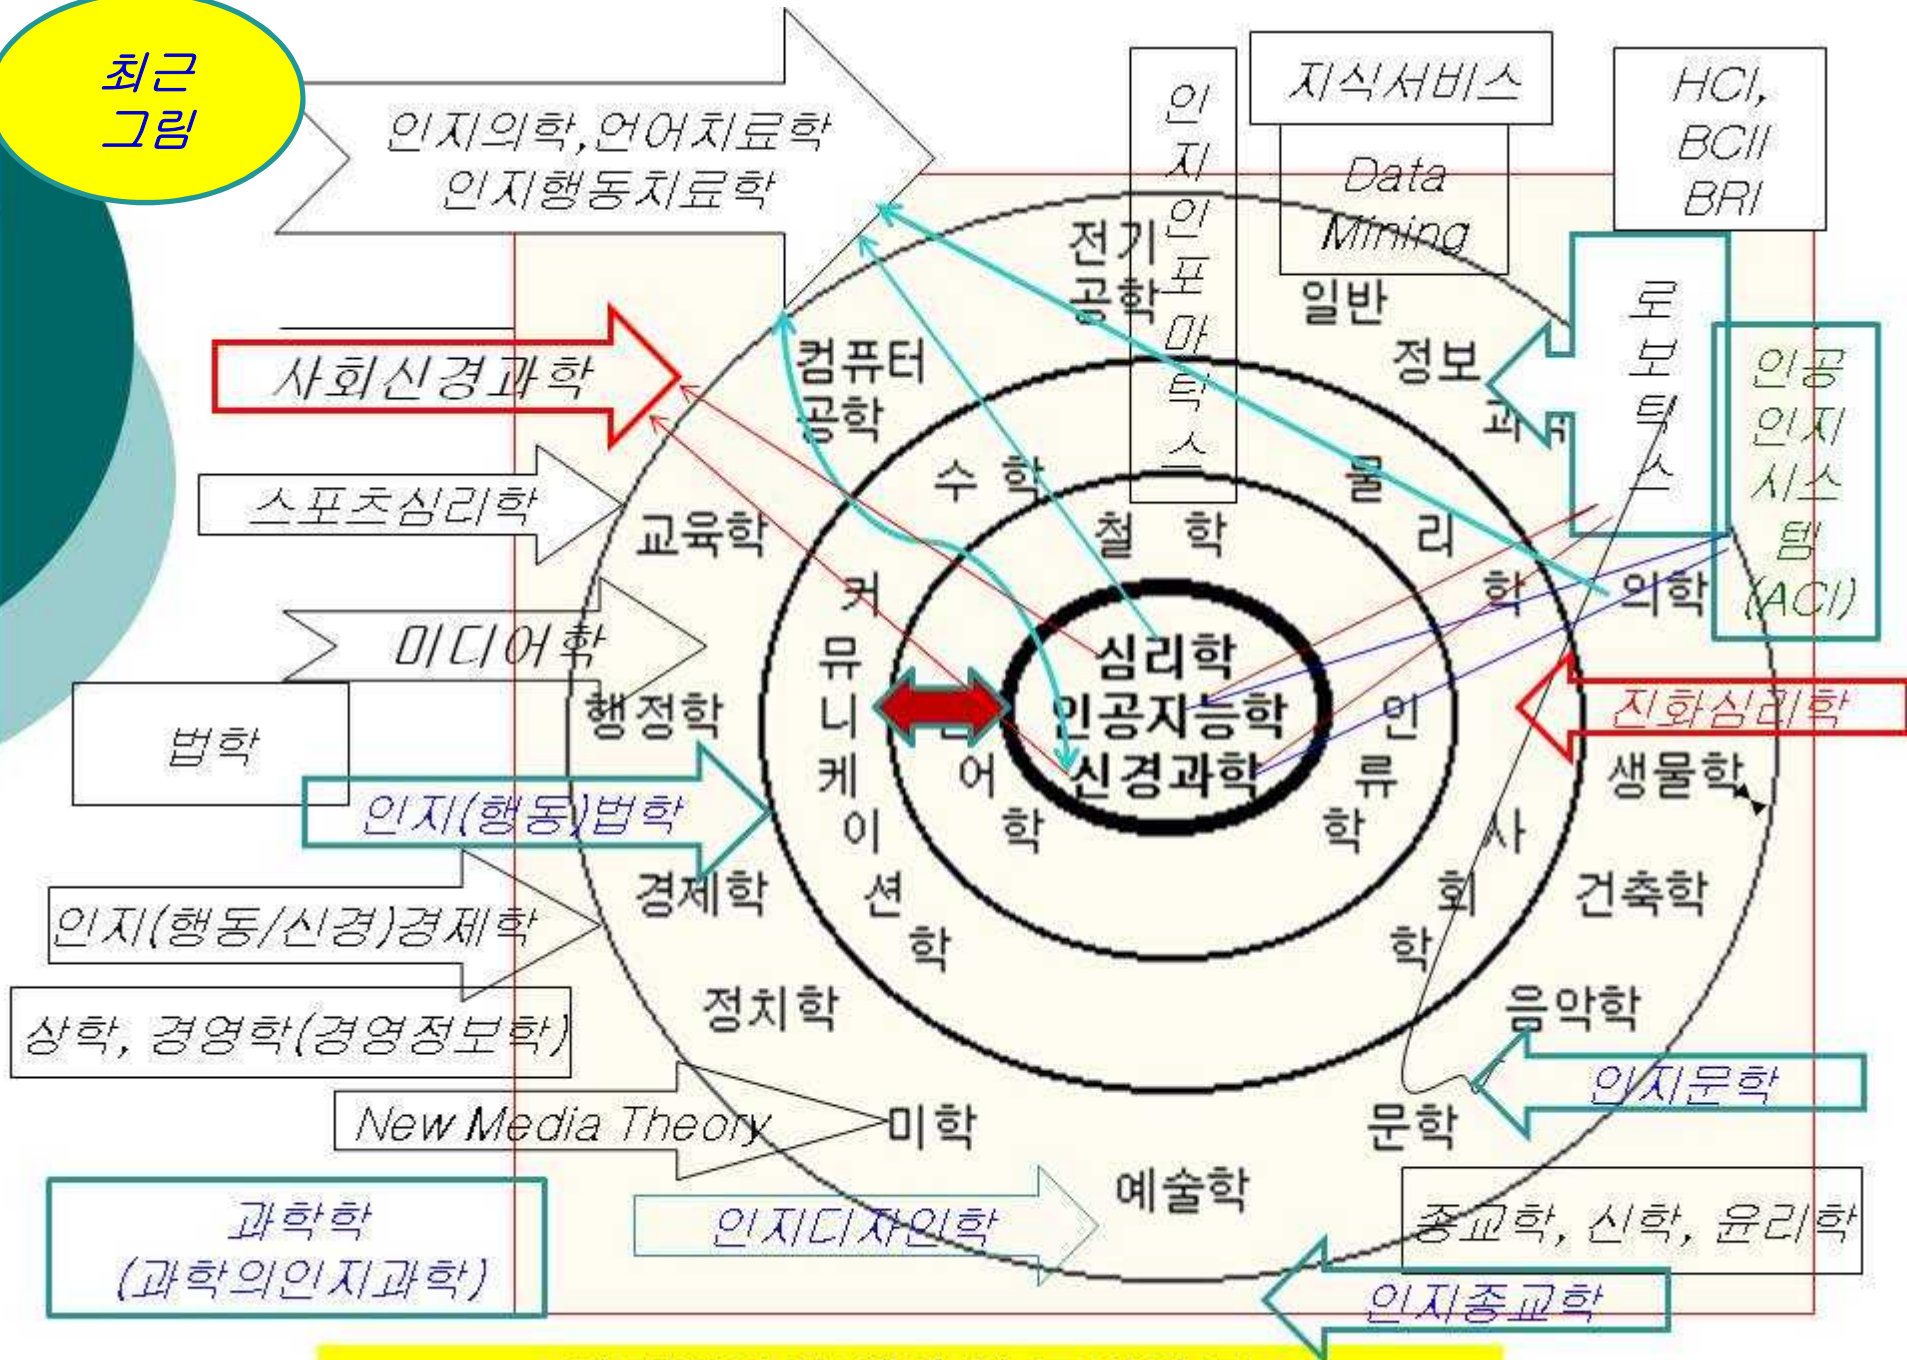 최근
그림
인지의학,언어치료학
인지행동치료학
인지인포마틱스
지식서비스
Data
Mining
HCI,
BCII
BRI
로보틱스
인공
인지
시스
템
(ACI)
전기
공학
일반
정보
컴퓨터
공학
사회신경과학
스포츠심리학
수 학
물리학
철 학
교육학
의학
미디어학
커뮤니케이션학
심리학
인공지능학
신경과학
어학
인류학
사회학
행정학
진화심리학
법학
생물학
인지(행동)법학
경제학
건축학
인지(행동/신경)경제학
정치학
음악학
상학, 경영학(경영정보학)
인지문학
New Media Theory
미학
문학
예술학
과학학
(과학의인지과학)
인지디자인학
종교학, 신학, 윤리학
인지종교학